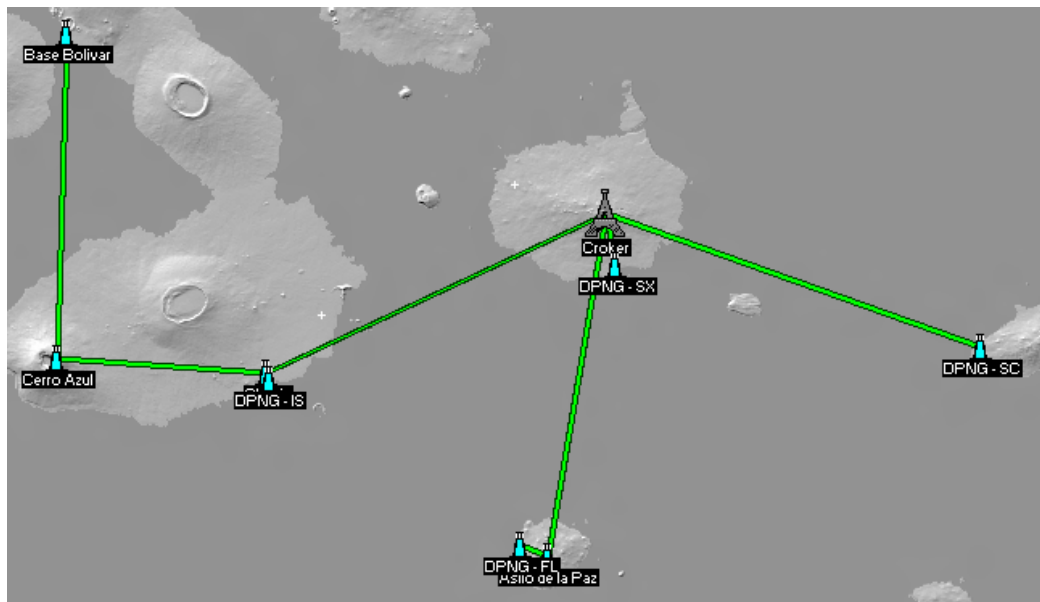 Base Bolivar
Croker
DPNG - SX
DPNG - SC
Cerro Azul
DPNG - IS
DPNG - FL
Asilo de la Paz